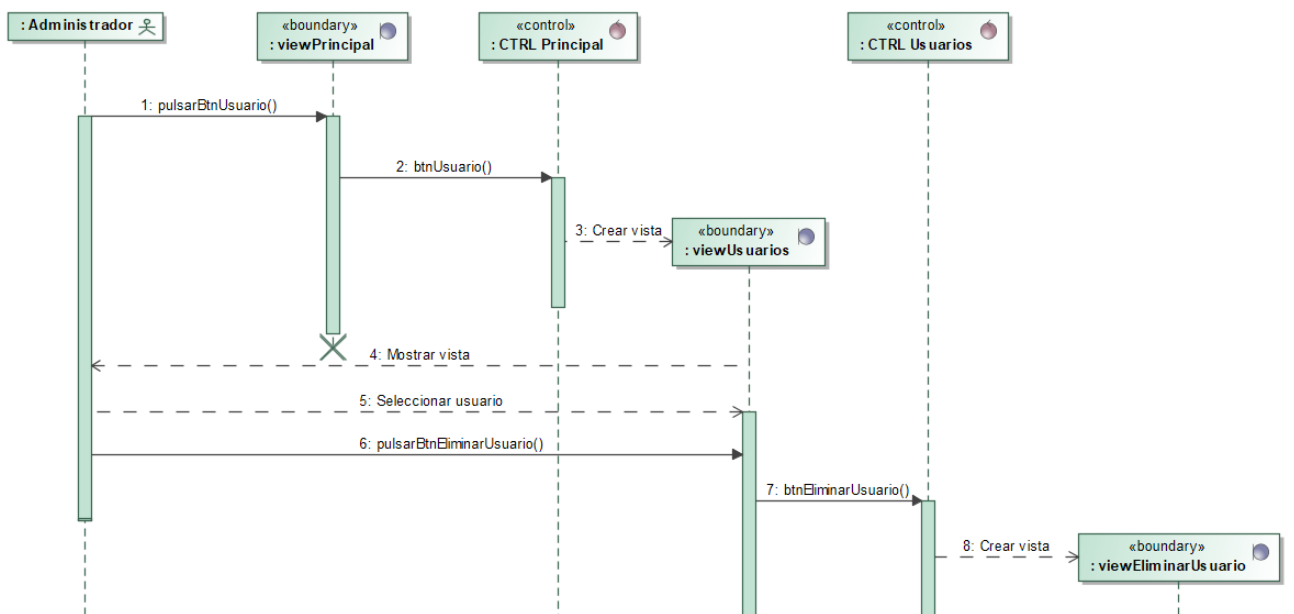 : Administrador
«boundary»
: viewPrincipal
«control»
: CTRL Principal
«control»
: CTRL Usuarios
1: pulsarBtnUsuario()
2: btnUsuario()
3: Crear vista
«boundary»
: viewUsuarios
4: Mostrar vista
5: Seleccionar usuario
6: pulsarBtnEliminarUsuario()
7: btnEliminarUsuario()
8: Crear vista
«boundary»
: viewEliminarUsuario